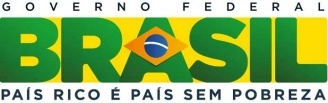 GOVERNO FEDERAL
BRASIL
PAÍS RICO É PAÍS SEM POBREZA